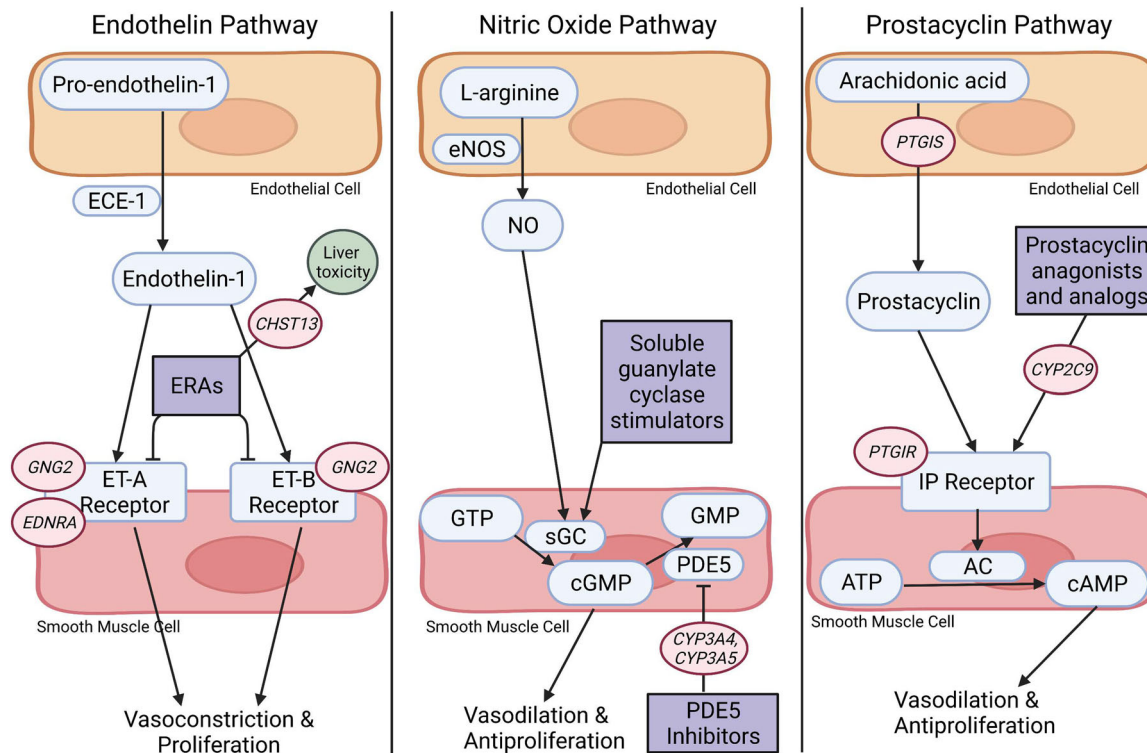 Endothelin Pathway
Pro-endothelin-1
Endothelial Cell
ECE-1
Endothelin-1
Liver
toxicity
CHST13
ERAs
GNG2
EDNRA
ET-A
Receptor
ET-B
Receptor
GNG2
Smooth Muscle Cell
Vasoconstriction &
Proliferation
Nitric Oxide Pathway
L-arginine
eNOS
Endothelial Cell
NO
Soluble
guanylate
cyclase
stimulators
GTP
sGC
cGMP
GMP
PDE5
Smooth Muscle Cell
CYP3A4,
CYP3A5
PDE5
Inhibitors
Vasodilation &
Antiproliferation
Prostacyclin Pathway
Arachidonic acid
PTGIS
Endothelial Cell
Prostacyclin
Prostacyclin
anagonists
and analogs
CYP2C9
PTGIR
IP Receptor
AC
ATP
cAMP
Smooth Muscle Cell
Vasodilation &
Antiproliferation